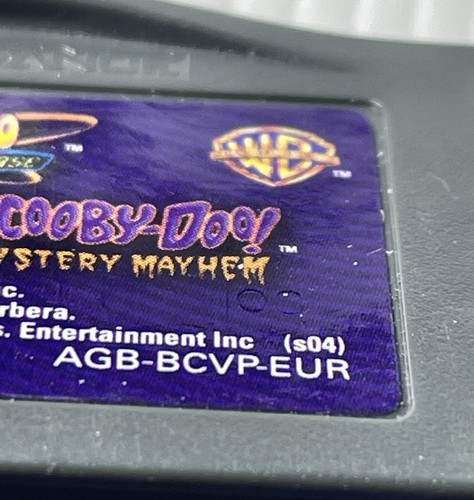 TM
WB
TM
COOBY-DOO!
TM
YSTERY MAYHEM
c.
rbera.
s. Entertainment Inc (s04)
AGB-BCVP-EUR